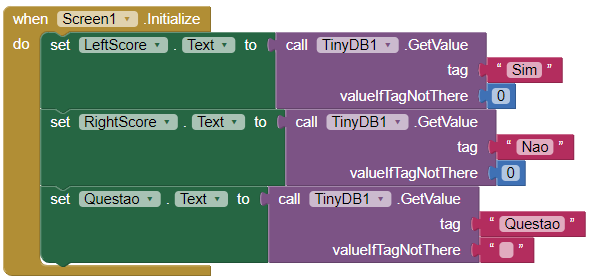 when Screen1 .Initialize
do set LeftScore . Text to call TinyDB1 .GetValue
tag " Sim "
valueIfTagNotThere 0
set RightScore . Text to call TinyDB1 .GetValue
tag " Nao "
valueIfTagNotThere 0
set Questao . Text to call TinyDB1 .GetValue
tag " Questao "
valueIfTagNotThere " "